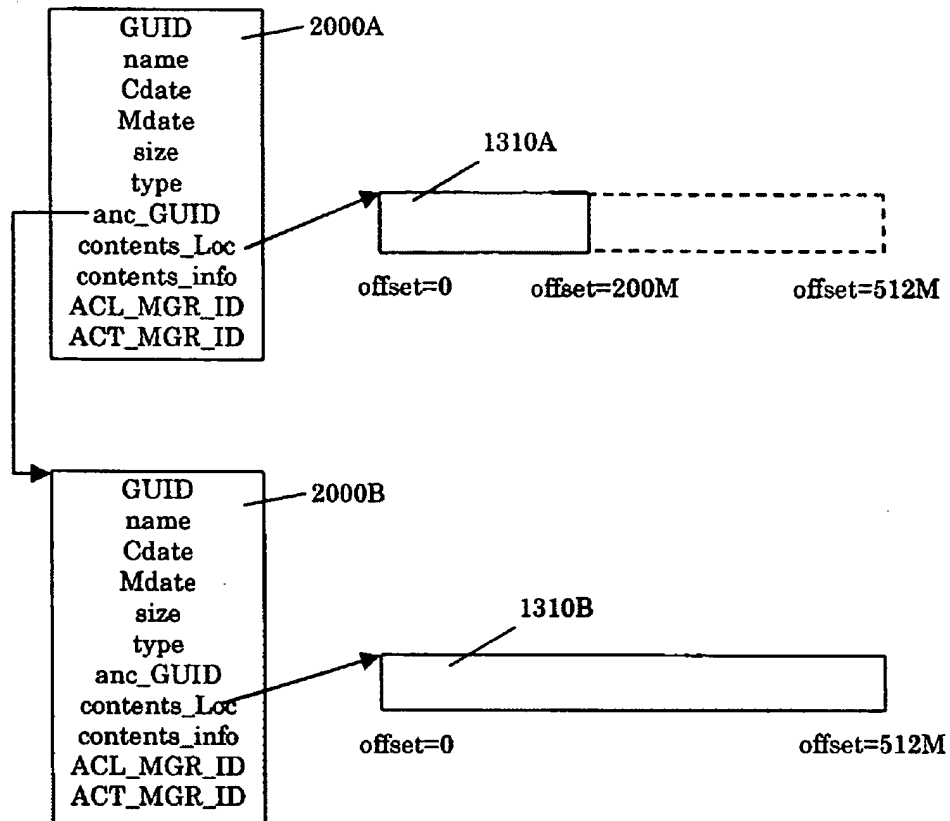 GUID
name
Cdate
Mdate
size
type
anc_GUID
contents_Loc
contents_info
ACL_MGR_ID
ACT_MGR_ID
2000A
1310A
offset=0 offset=200M offset=512M
GUID
name
Cdate
Mdate
size
type
anc_GUID
contents_Loc
contents_info
ACL_MGR_ID
ACT_MGR_ID
2000B
1310B
offset=0 offset=512M